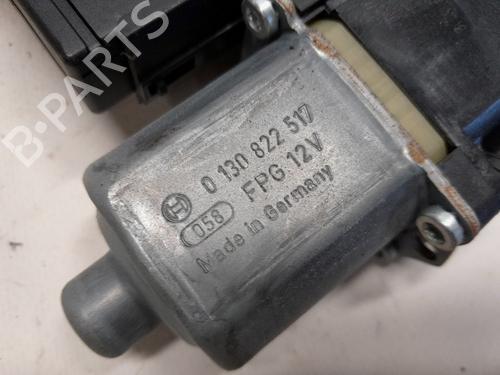 0 130 822 517
058 FPG 12V
Made in Germany
B-PARTS